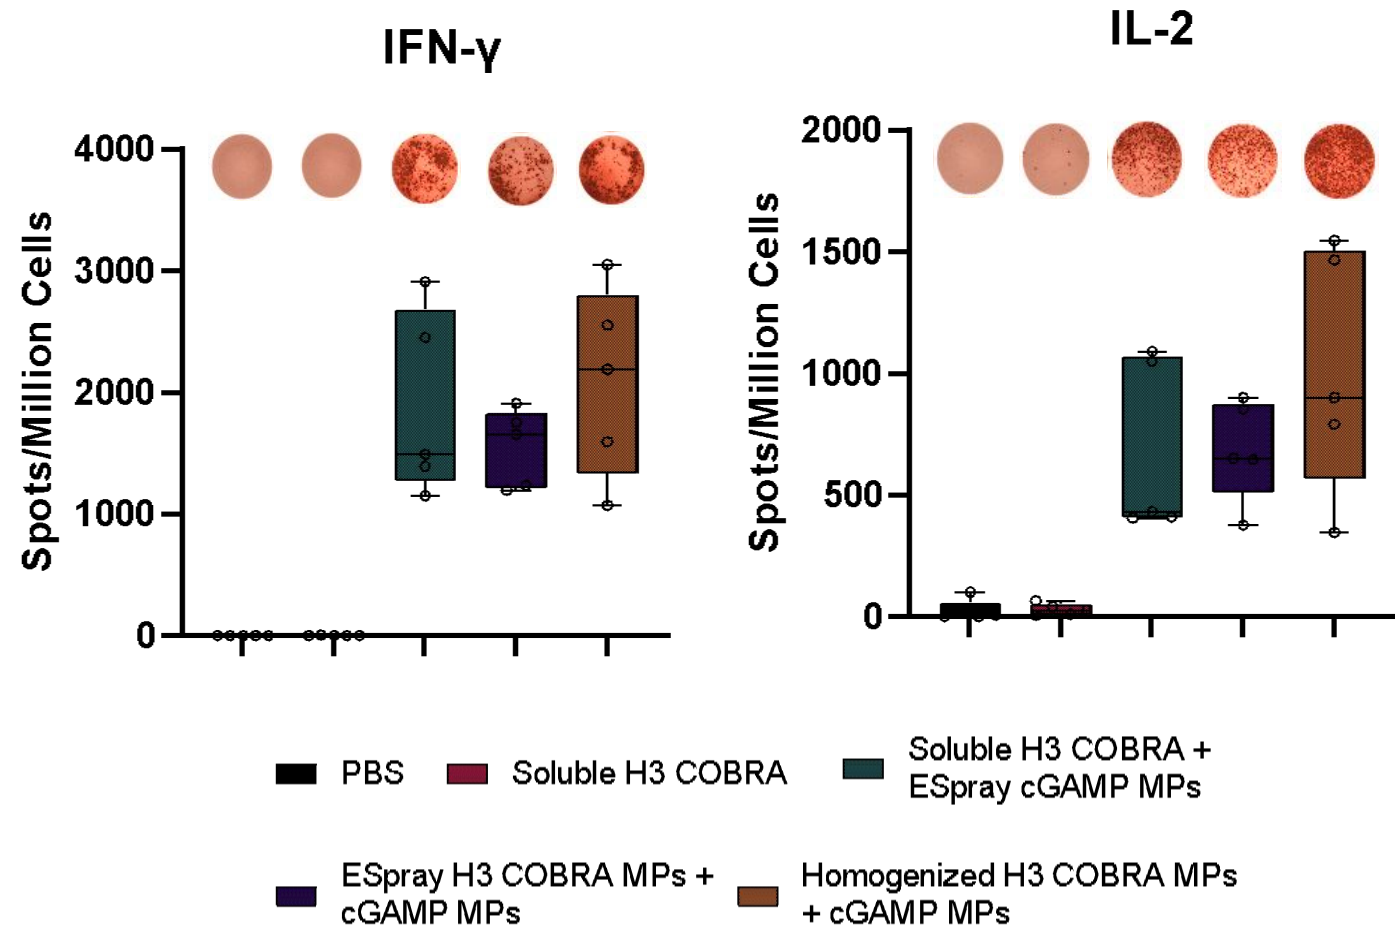 IFN-γ
IL-2
Spots/Million Cells
4000
3000
2000
1000
0
Spots/Million Cells
2000
1500
1000
500
0
PBS
Soluble H3 COBRA
Soluble H3 COBRA +
ESpray cGAMP MPs
ESpray H3 COBRA MPs +
cGAMP MPs
Homogenized H3 COBRA MPs
+ cGAMP MPs